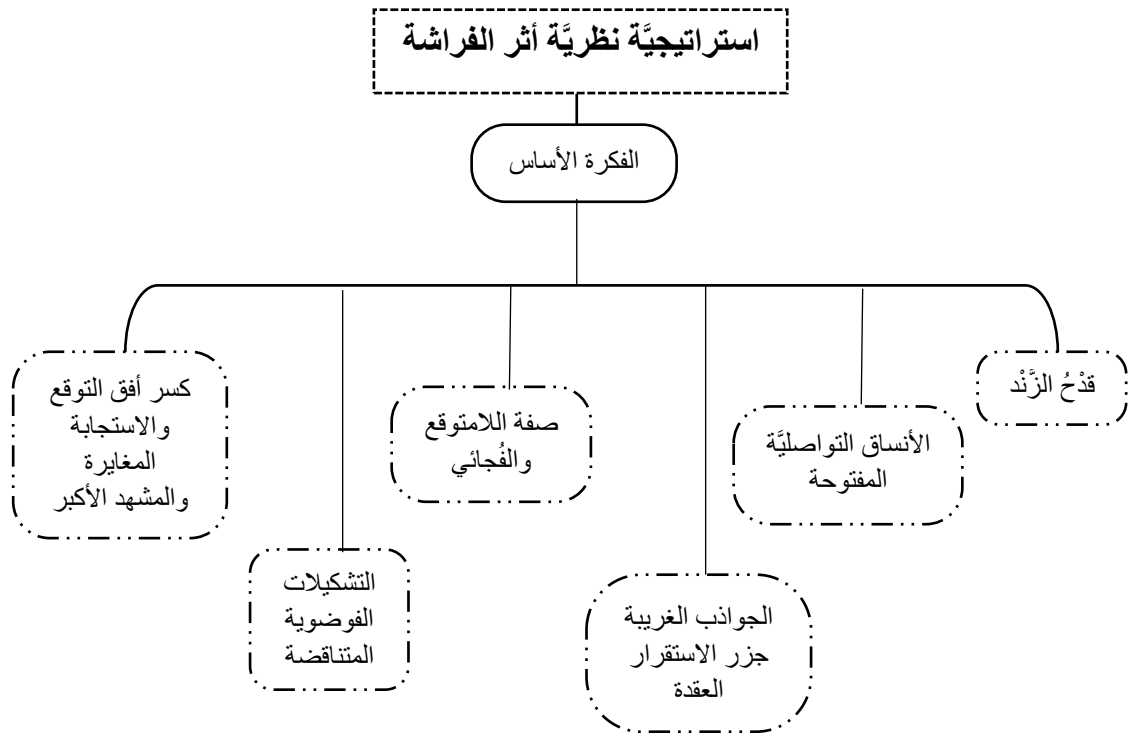 استراتيجيَّة نظريَّة أثر الفراشة
الفكرة الأساس
قدْحُ الزَّنْد
الأنساق التواصليَّة
المفتوحة
الجواذب الغريبة
جزر الاستقرار
العقدة
صفة اللامتوقع
والفُجائي
التشكيلات
الفوضوية
المتناقضة
كسر أفق التوقع
والاستجابة
المغايرة
والمشهد الأكبر